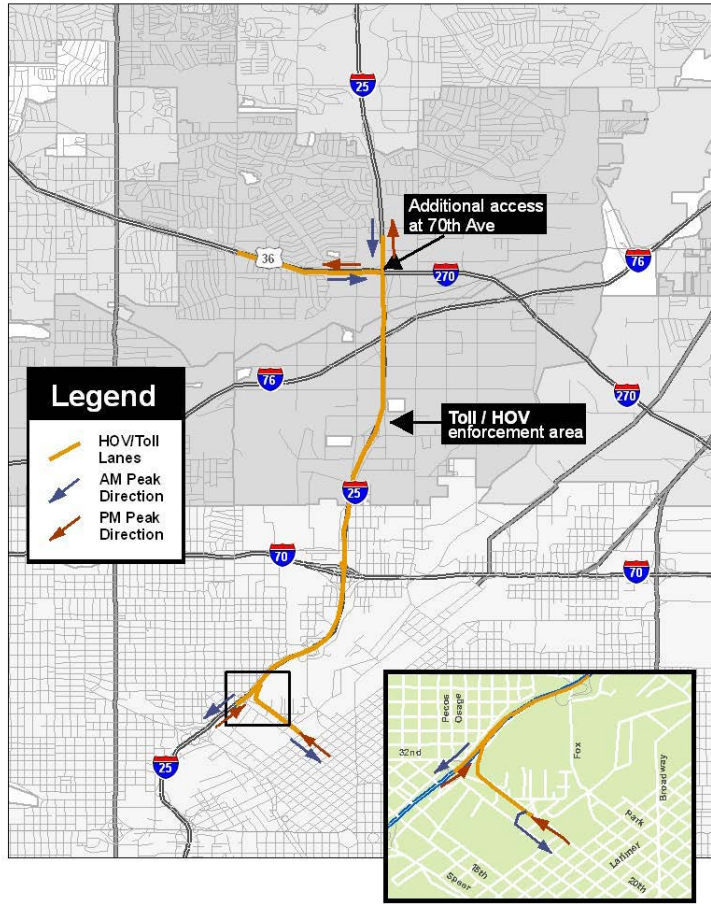 25
Additional access
at 70th Ave
36
270
76
Legend
HOV/Toll
Lanes
AM Peak
Direction
PM Peak
Direction
76
Toll / HOV
enforcement area
270
25
70
70
25
Pecos
Osage
32nd
Fox
Broadway
Park
Larimer
20th
15th
Speer